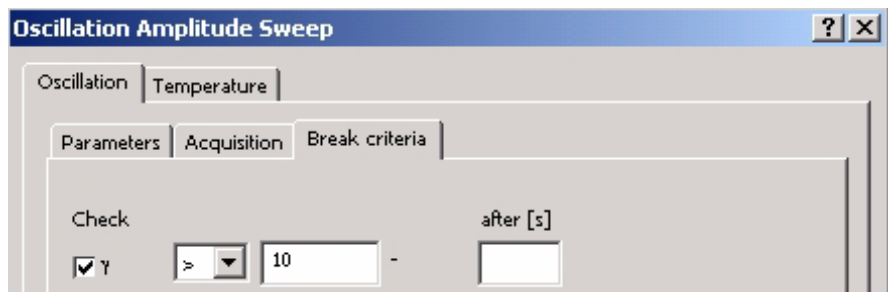 Oscillation Amplitude Sweep ? ×
Oscillation Temperature
Parameters Acquisition Break criteria
Check after [s]
γ > 10 -